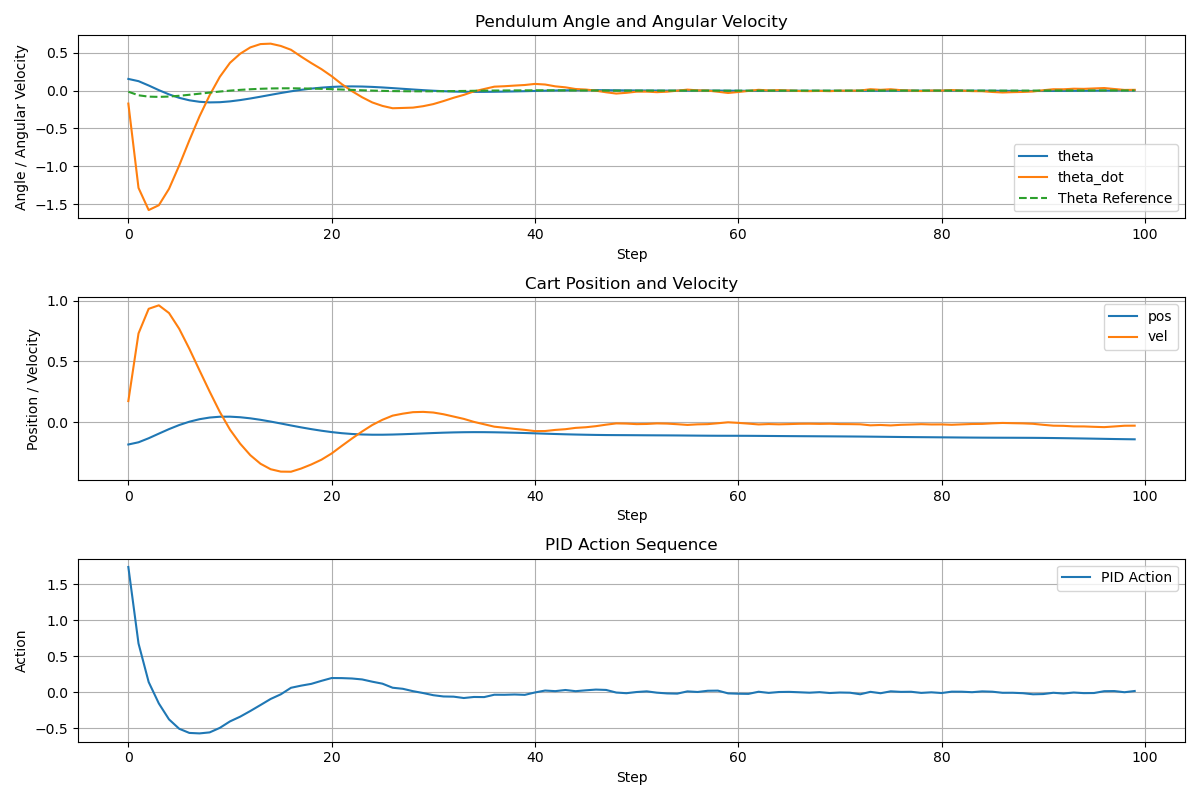 Pendulum Angle and Angular Velocity
Angle / Angular Velocity
0.5
0.0
−0.5
−1.0
−1.5
theta
theta_dot
Theta Reference
0 20 40 60 80 100
Step
Cart Position and Velocity
Position / Velocity
1.0
0.5
0.0
pos
vel
0 20 40 60 80 100
Step
PID Action Sequence
Action
1.5
1.0
0.5
0.0
−0.5
PID Action
0 20 40 60 80 100
Step